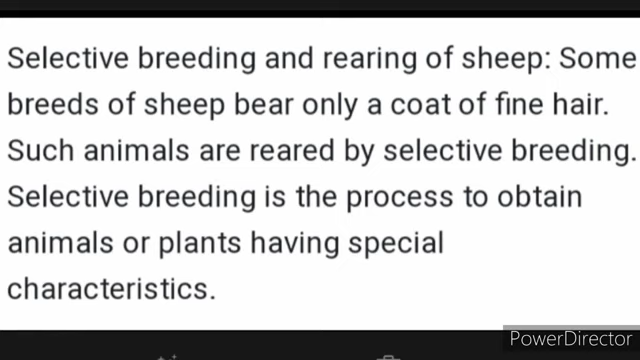 Selective breeding and rearing of sheep: Some
breeds of sheep bear only a coat of fine hair.
Such animals are reared by selective breeding.
Selective breeding is the process to obtain
animals or plants having special
characteristics.
PowerDirector